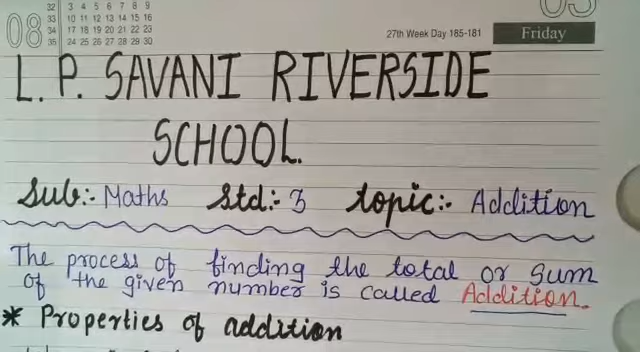 08
32 3 4 5 6 7 8 9
33 10 11 12 13 14 15 16
34 17 18 19 20 21 22 23
35 24 25 26 27 28 29 30
27th Week Day 185-181
Friday
L. P. SAVANI RIVERSIDE
SCHOOL.
Sub:- Maths Std:- 3 topic:- Addition
The process of finding the total or sum
of the given number is called Addition.
* Properties of addition